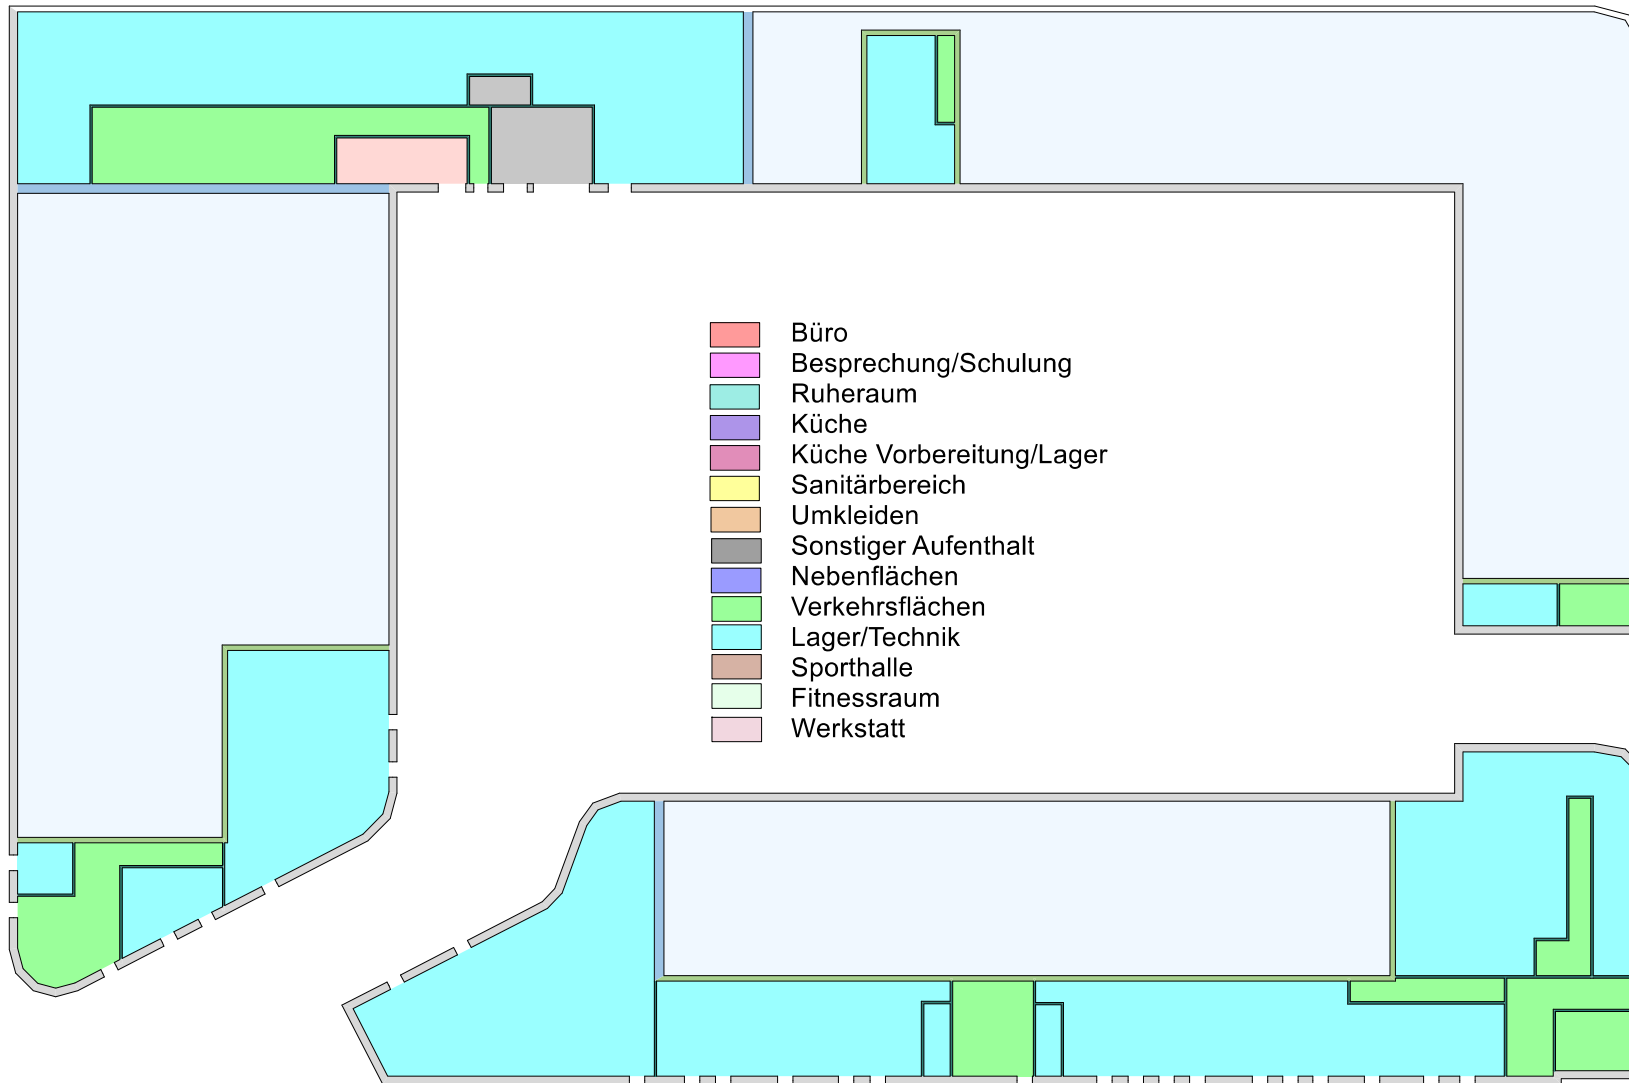 Büro
Besprechung/Schulung
Ruheraum
Küche
Küche Vorbereitung/Lager
Sanitärbereich
Umkleiden
Sonstiger Aufenthalt
Nebenflächen
Verkehrsflächen
Lager/Technik
Sporthalle
Fitnessraum
Werkstatt